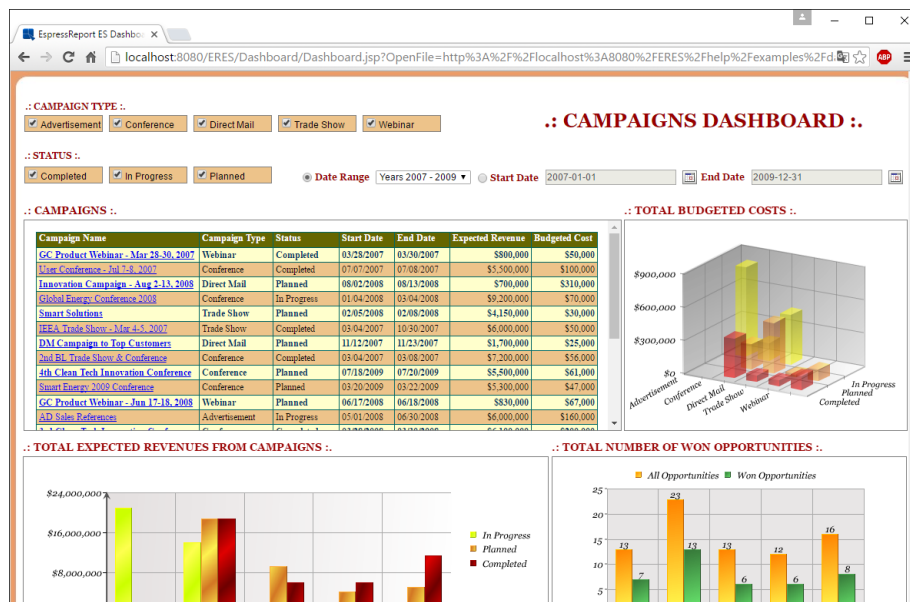 EspressReport ES Dashboa
localhost:8080/ERES/Dashboard/Dashboard.jsp?OpenFile=http%3A%2F%2Flocalhost%3A8080%2FERES%2Fhelp%2Fexamples%2Fd
ABP
.: CAMPAIGN TYPE :.
Advertisement Conference Direct Mail Trade Show Webinar
.: CAMPAIGNS DASHBOARD :.
.: STATUS :.
Completed In Progress Planned
Date Range Years 2007 - 2009 Start Date 2007-01-01 End Date 2009-12-31
.: CAMPAIGNS :.
Campaign Name Campaign Type Status Start Date End Date Expected Revenue Budgeted Cost
GC Product Webinar - Mar 28-30, 2007 Webinar Completed 03/28/2007 03/30/2007 $800,000 $50,000
User Conference - Jul 7-8, 2007 Conference Completed 07/07/2007 07/08/2007 $5,500,000 $100,000
Innovation Campaign - Aug 2-13, 2008 Direct Mail Planned 08/02/2008 08/13/2008 $700,000 $310,000
Global Energy Conference 2008 Conference In Progress 01/04/2008 03/04/2008 $9,200,000 $70,000
Smart Solutions Trade Show Planned 02/05/2008 02/08/2008 $4,150,000 $30,000
IEEA Trade Show - Mar 4-5, 2007 Trade Show Completed 03/04/2007 10/30/2007 $6,000,000 $50,000
DM Campaign to Top Customers Direct Mail Planned 11/12/2007 11/23/2007 $1,700,000 $25,000
2nd BL Trade Show & Conference Conference Completed 03/04/2007 03/08/2007 $7,200,000 $56,000
4th Clean Tech Innovation Conference Conference Planned 07/18/2009 07/20/2009 $5,500,000 $61,000
Smart Energy 2009 Conference Conference Planned 03/20/2009 03/22/2009 $5,300,000 $47,000
GC Product Webinar - Jun 17-18, 2008 Webinar Planned 06/17/2008 06/18/2008 $830,000 $67,000
AD Sales References Advertisement In Progress 05/01/2008 06/30/2008 $6,000,000 $160,000
.: TOTAL BUDGETED COSTS :.
$900,000
$600,000
$300,000
$0
Advertisement
Conference
Direct Mail
Trade Show
Webinar
In Progress
Planned
Completed
.: TOTAL EXPECTED REVENUES FROM CAMPAIGNS :.
$24,000,000
$16,000,000
$8,000,000
In Progress
Planned
Completed
.: TOTAL NUMBER OF WON OPPORTUNITIES :.
All Opportunities Won Opportunities
25
20
15
10
5
13 7 23 13 13 6 12 6 16 8